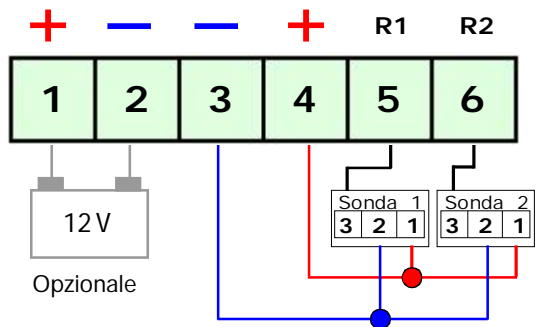 + − − + R1 R2
1 2 3 4 5 6
Sonda 1 Sonda 2
3 2 1 3 2 1
12 V
Opzionale